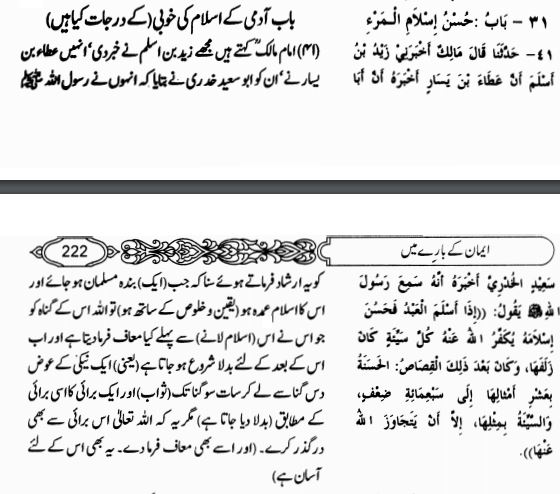 ٣١ - بَابُ : حُسْنُ إِسْلَامِ الْـمَرْءِ
٤١- حَدَّثَنَا قَالَ مَالِكٌ أَخْبَرَنِي زَيْدُ بْنُ
أَسْلَمَ أَنَّ عَطَاءَ بْنَ يَسَارٍ أَخْبَرَهُ أَنَّ أَبَا
باب آدمی کے اسلام کی خوبی (کے درجات کیا ہیں)
(۴۱) امام مالکؒ کہتے ہیں مجھے زید بن اسلم نے خبر دی‘ انہیں عطاء بن
یسار نے‘ ان کو ابو سعید خدری نے بتایا کہ انہوں نے رسول اللہ ﷺ
ایمان کے بارے میں
222
سَعِيْدٍ الْخُدْرِيَّ أَخْبَرَهُ أَنَّهُ سَمِعَ رَسُولَ
اللهِ ﷺ يَقُولُ: ((إِذَا أَسْلَمَ الْعَبْدُ فَحَسُنَ
إِسْلَامُهُ يُكَفِّرُ اللهُ عَنْهُ كُلَّ سَيِّئَةٍ كَانَ
زَلَفَهَا، وَكَانَ بَعْدَ ذَلِكَ الْقِصَاصُ: الْحَسَنَةُ
بِعَشْرِ أَمْثَالِهَا إِلَى سَبْعِمِائَةِ ضِعْفٍ،
وَالسَّيِّئَةُ بِمِثْلِهَا، إِلَّا أَنْ يَتَجَاوَزَ اللهُ
عَنْهَا)).
کو یہ ارشاد فرماتے ہوئے سنا کہ جب (ایک) بندہ مسلمان ہو جائے اور
اس کا اسلام عمدہ ہو (یقین و خلوص کے ساتھ ہو) تو اللہ اس کے گناہ کو
جو اس نے اس (اسلام لانے) سے پہلے کیا معاف فرما دیتا ہے اور اب
اس کے بعد کے لئے بدلا شروع ہو جاتا ہے (یعنی) ایک نیکی کے عوض
دس گنا سے لے کر سات سو گنا تک (ثواب) اور ایک برائی کا اسی برائی
کے مطابق (بدلا دیا جاتا ہے) مگر یہ کہ اللہ تعالیٰ اس برائی سے بھی
درگذر کرے۔ (اور اسے بھی معاف فرما دے۔ یہ بھی اس کے لئے
آسان ہے)